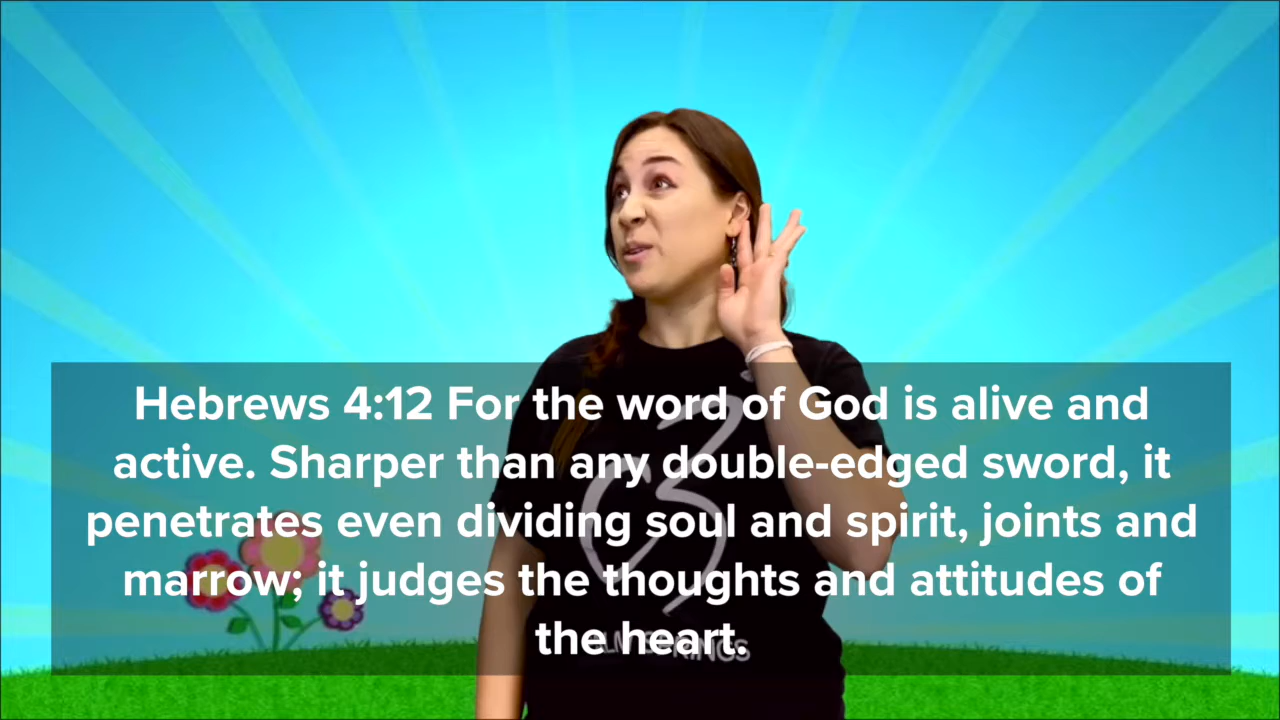 Hebrews 4:12 For the word of God is alive and
active. Sharper than any double-edged sword, it
penetrates even dividing soul and spirit, joints and
marrow; it judges the thoughts and attitudes of
the heart.
C3